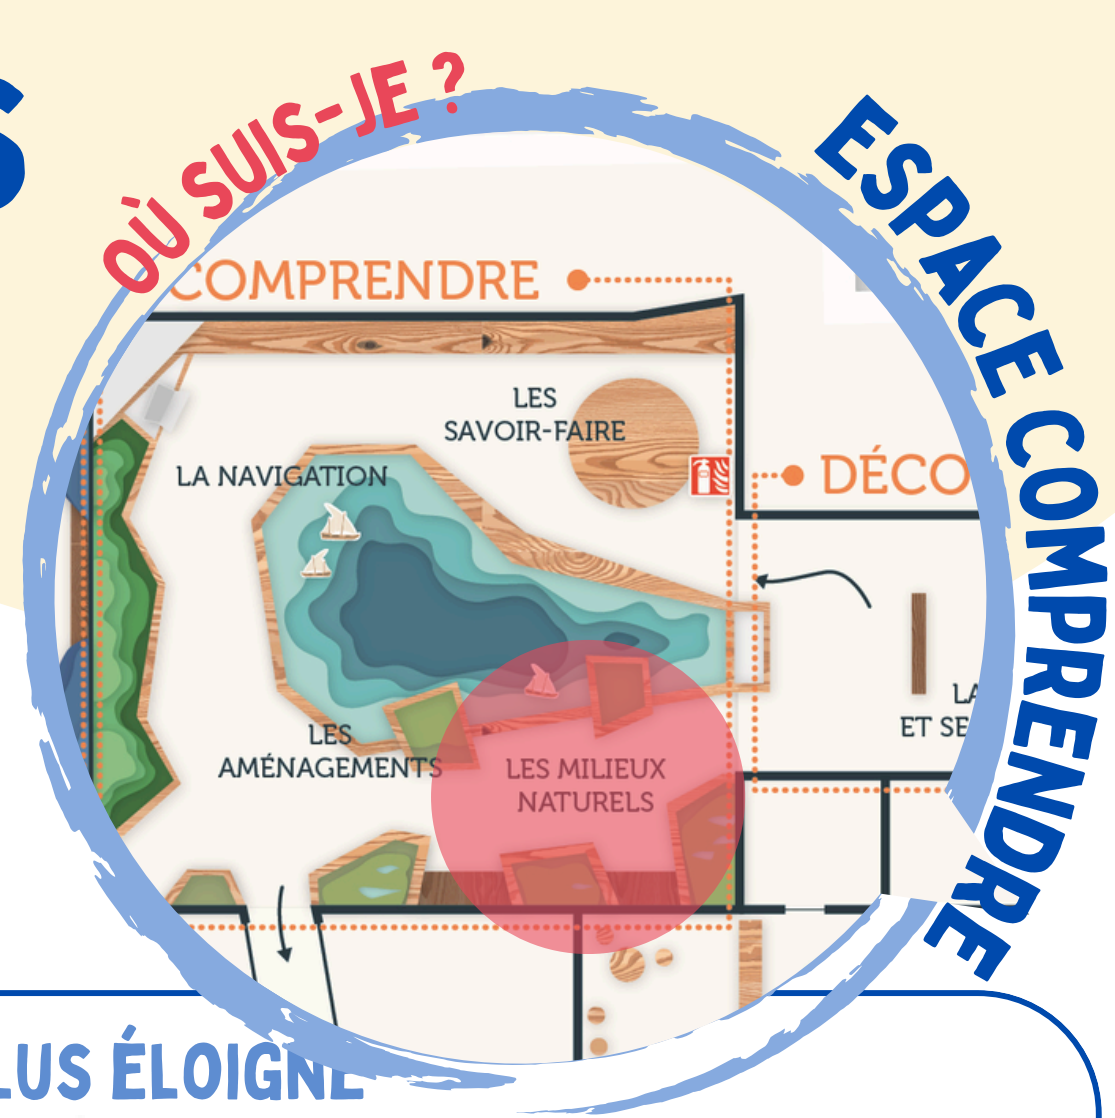 S
OÙ SUIS-JE ?
ESPACE COMPRENDRE
COMPRENDRE
LES
SAVOIR-FAIRE
LA NAVIGATION
DÉCO
LA
ET SE
LES
AMÉNAGEMENTS
LES MILIEUX
NATURELS
LUS ÉLOIGNÉ